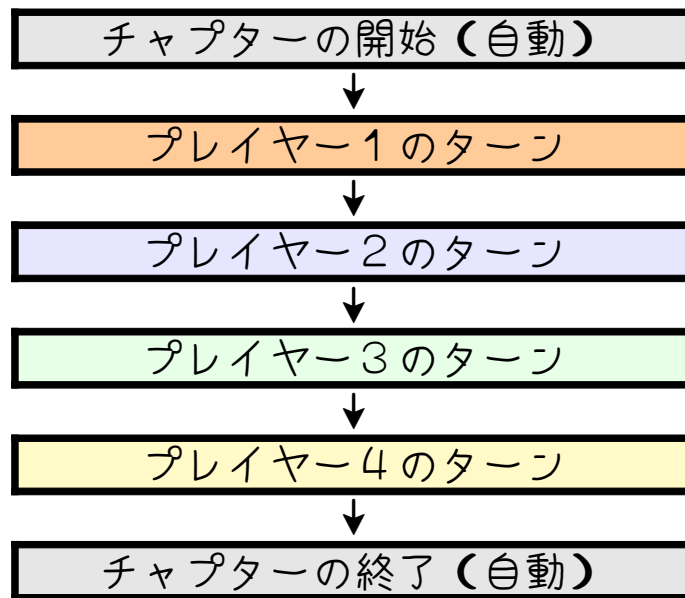 チャプターの開始(自動)
プレイヤー1のターン
プレイヤー2のターン
プレイヤー3のターン
プレイヤー4のターン
チャプターの終了(自動)